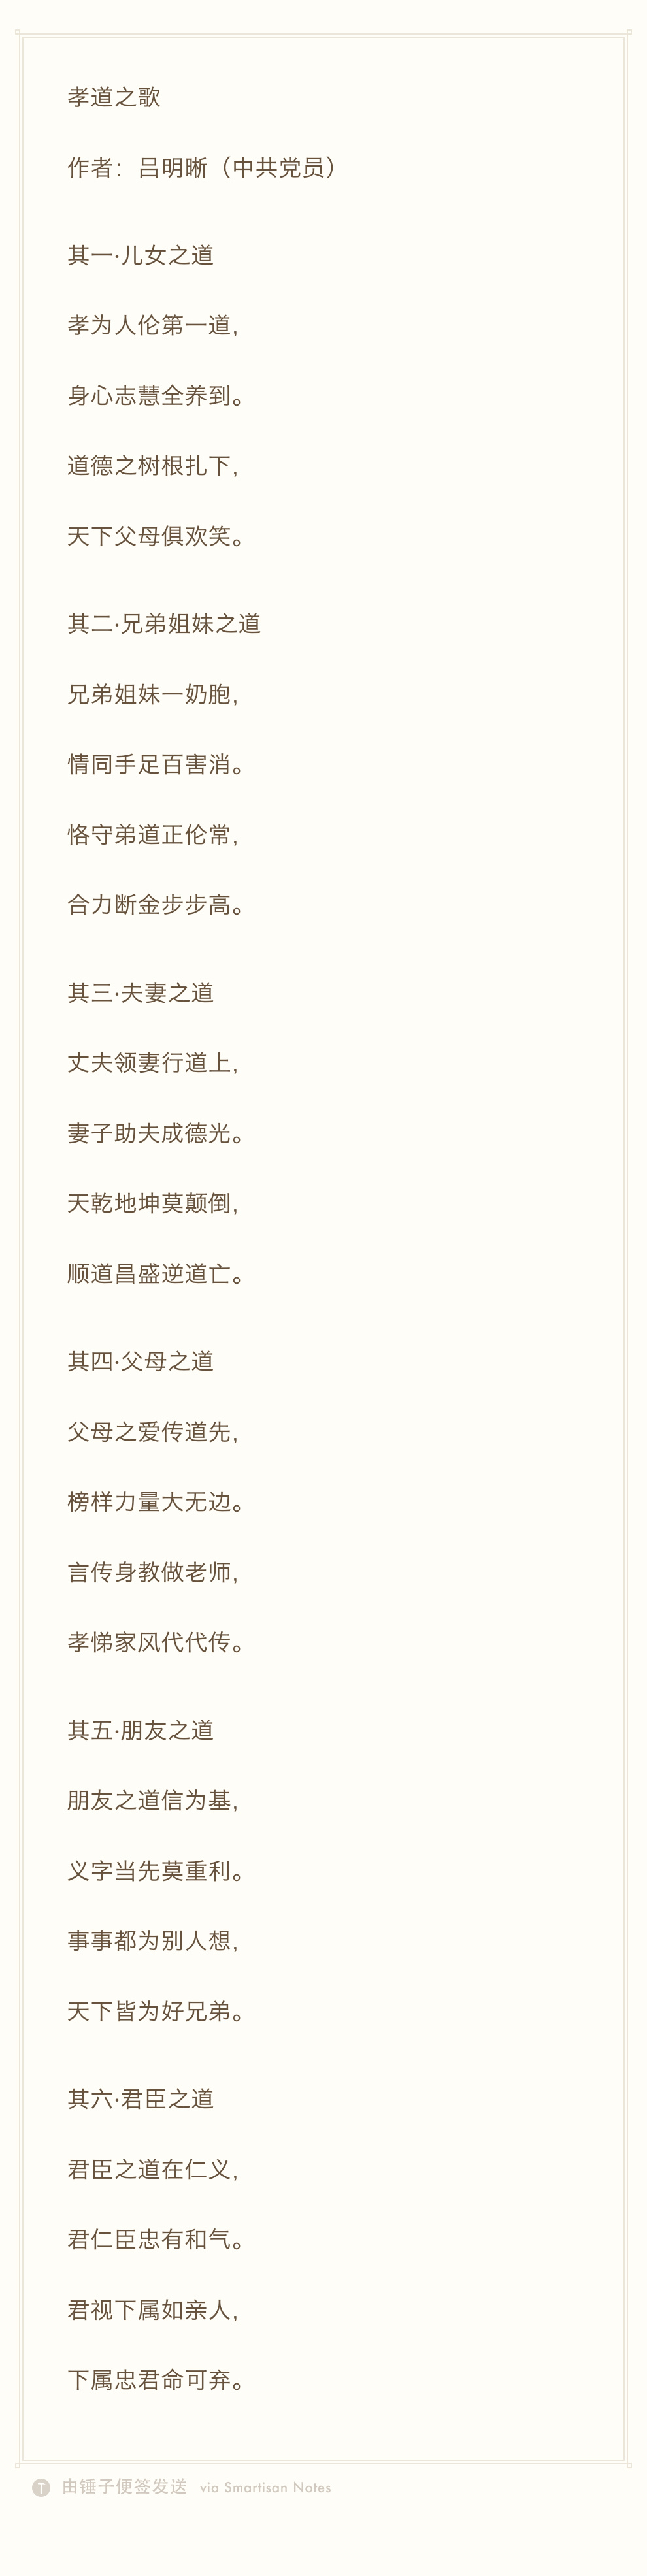 孝道之歌
作者：吕明晰（中共党员）
其一·儿女之道
孝为人伦第一道，
身心志慧全养到。
道德之树根扎下，
天下父母俱欢笑。
其二·兄弟姐妹之道
兄弟姐妹一奶胞，
情同手足百害消。
恪守弟道正伦常，
合力断金步步高。
其三·夫妻之道
丈夫领妻行道上，
妻子助夫成德光。
天乾地坤莫颠倒，
顺道昌盛逆道亡。
其四·父母之道
父母之爱传道先，
榜样力量大无边。
言传身教做老师，
孝悌家风代代传。
其五·朋友之道
朋友之道信为基，
义字当先莫重利。
事事都为别人想，
天下皆为好兄弟。
其六·君臣之道
君臣之道在仁义，
君仁臣忠有和气。
君视下属如亲人，
下属忠君命可弃。
T 由锤子便签发送 via Smartisan Notes